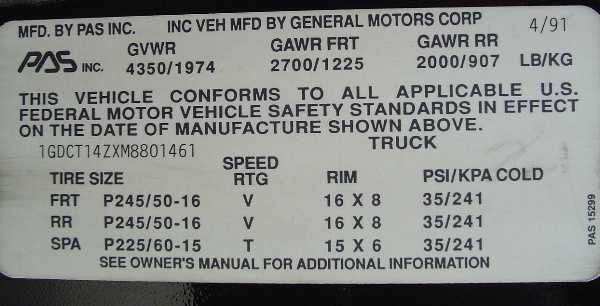 MFD. BY PAS INC. INC VEH MFD BY GENERAL MOTORS CORP 4/91
GVWR GAWR FRT GAWR RR
PAS INC. 4350/1974 2700/1225 2000/907 LB/KG
THIS VEHICLE CONFORMS TO ALL APPLICABLE U.S.
FEDERAL MOTOR VEHICLE SAFETY STANDARDS IN EFFECT
ON THE DATE OF MANUFACTURE SHOWN ABOVE.
1GDCT14ZXM8801461 TRUCK
TIRE SIZE SPEED RTG RIM PSI/KPA COLD
FRT P245/50-16 V 16 X 8 35/241
RR P245/50-16 V 16 X 8 35/241
SPA P225/60-15 T 15 X 6 35/241
SEE OWNER'S MANUAL FOR ADDITIONAL INFORMATION
PAS 15299